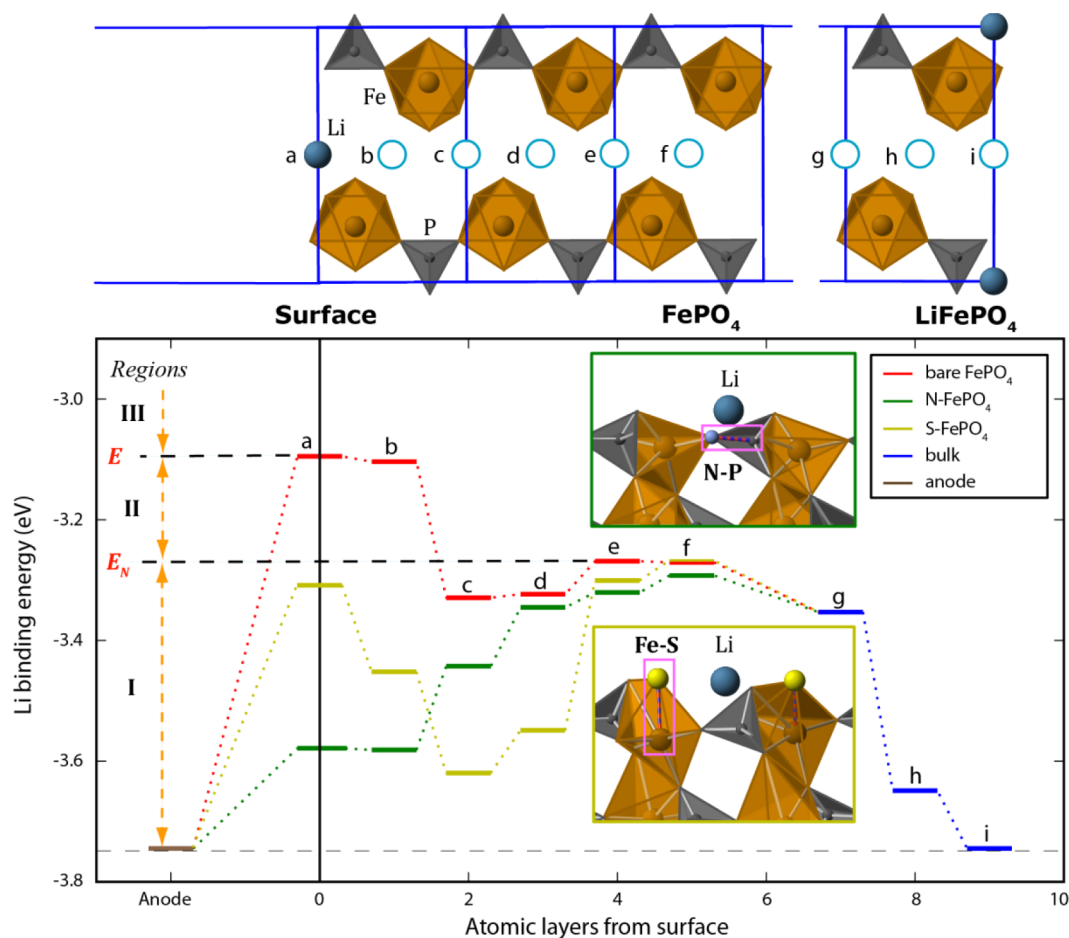 Fe
Li
a
b
c
d
e
f
g
h
i
P
Surface
FePO₄
LiFePO₄
Regions
III
E
II
E_N
I
a
b
c
d
e
f
g
h
i
Li
N-P
Fe-S
Li
bare FePO₄
N-FePO₄
S-FePO₄
bulk
anode
Li binding energy (eV)
-3.0
-3.2
-3.4
-3.6
-3.8
Anode
0
2
4
6
8
10
Atomic layers from surface